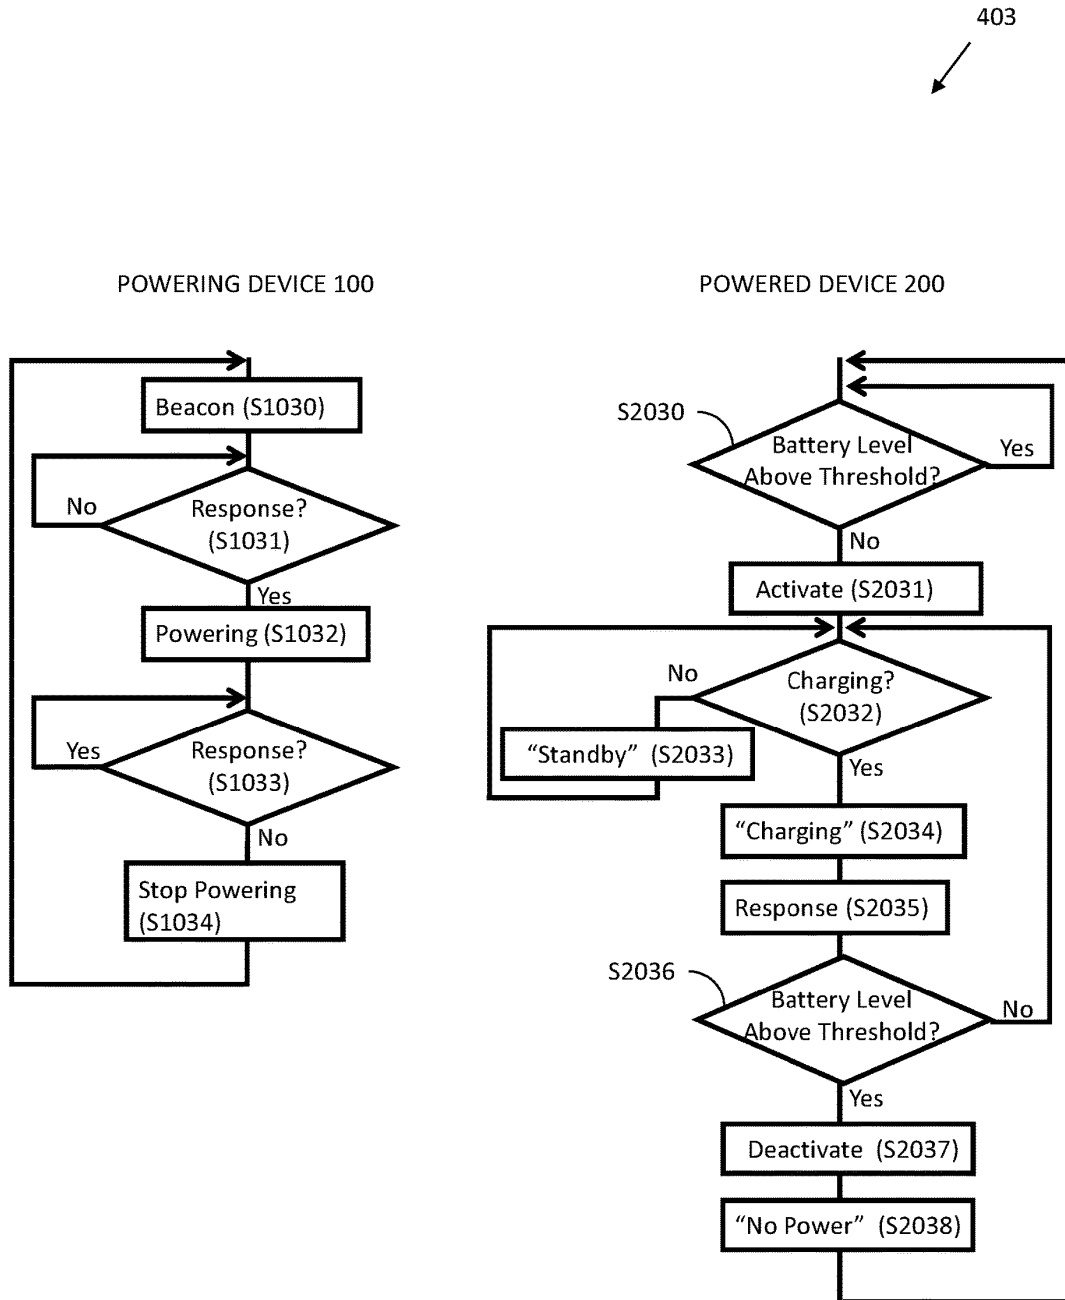 403
POWERING DEVICE 100
Beacon (S1030)
No
Response?
(S1031)
Yes
Powering (S1032)
Yes
Response?
(S1033)
No
Stop Powering
(S1034)
POWERED DEVICE 200
S2030
Battery Level
Above Threshold?
Yes
No
Activate (S2031)
No
Charging?
(S2032)
"Standby" (S2033)
Yes
"Charging" (S2034)
Response (S2035)
S2036
Battery Level
Above Threshold?
No
Yes
Deactivate (S2037)
"No Power" (S2038)